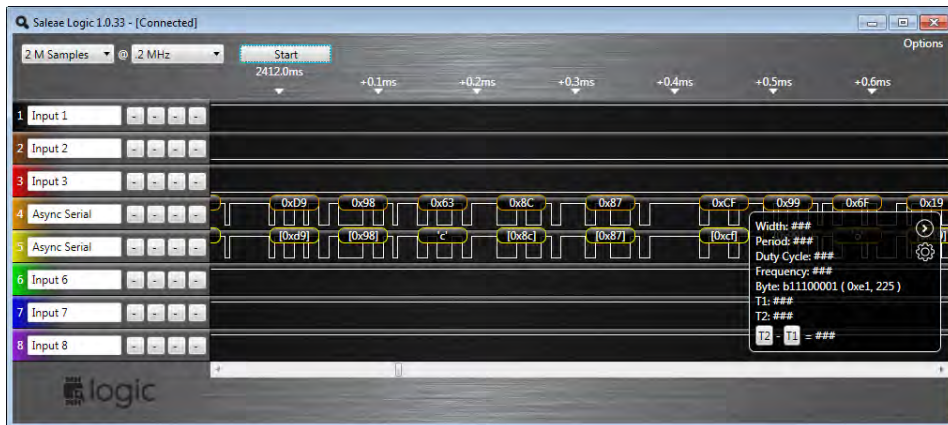 Saleae Logic 1.0.33 - [Connected]
Options
2 M Samples @ .2 MHz Start
2412.0ms +0.1ms +0.2ms +0.3ms +0.4ms +0.5ms +0.6ms
1 Input 1 - - - -
2 Input 2 - - - -
3 Input 3 - - - -
4 Async Serial - - - - 0xD9 0x98 0x63 0x8C 0x87 0xCF 0x99 0x6F 0x19
5 Async Serial - - - - [0xd9] [0x98] 'c' [0x8c] [0x87] [0xcf]
6 Input 6 - - - -
7 Input 7 - - - -
8 Input 8 - - - -
Width: ###
Period: ###
Duty Cycle: ###
Frequency: ###
Byte: b11100001 ( 0xe1, 225 )
T1: ###
T2: ###
T2 - T1 = ###
logic